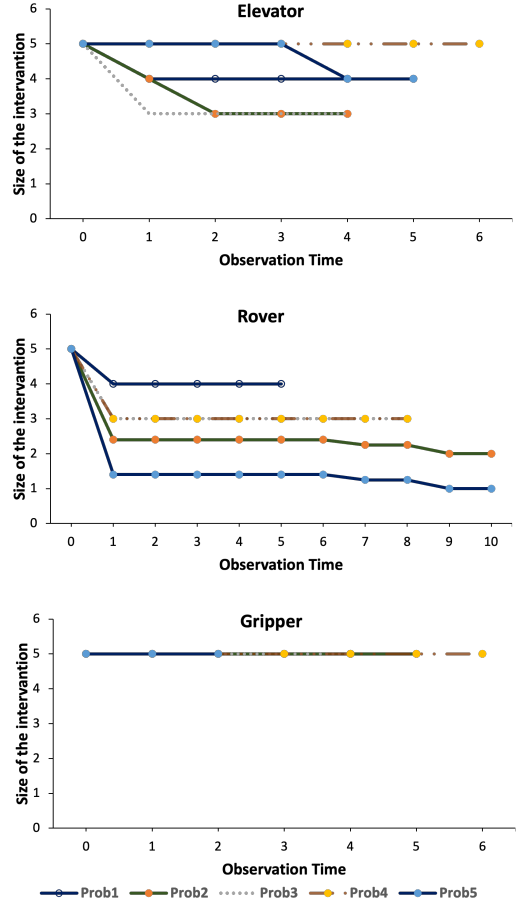 Elevator
Size of the intervantion
6
5
4
3
2
1
0
0 1 2 3 4 5 6
Observation Time
Rover
Size of the intervantion
6
5
4
3
2
1
0
0 1 2 3 4 5 6 7 8 9 10
Observation Time
Gripper
Size of the intervantion
6
5
4
3
2
1
0
0 1 2 3 4 5 6
Observation Time
Prob1 Prob2 Prob3 Prob4 Prob5